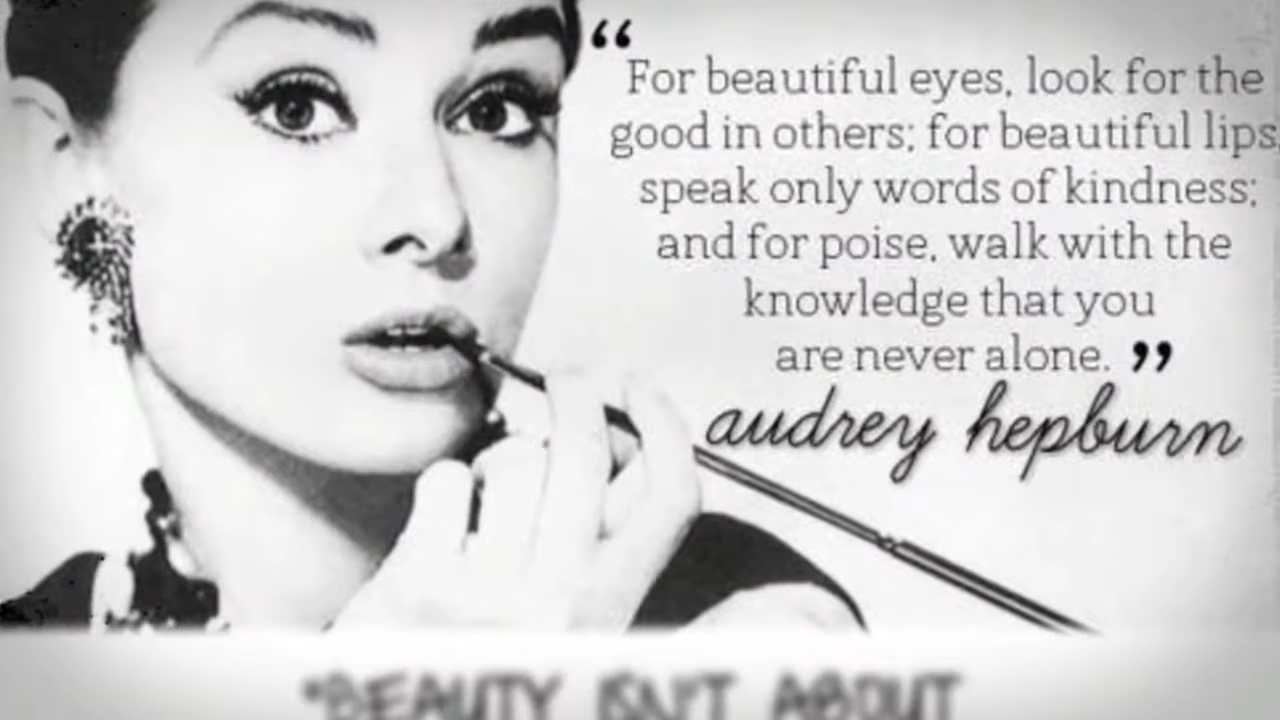 “For beautiful eyes, look for the
good in others; for beautiful lips,
speak only words of kindness;
and for poise, walk with the
knowledge that you
are never alone.”
audrey hepburn
"BEAUTY ISN'T ABOUT